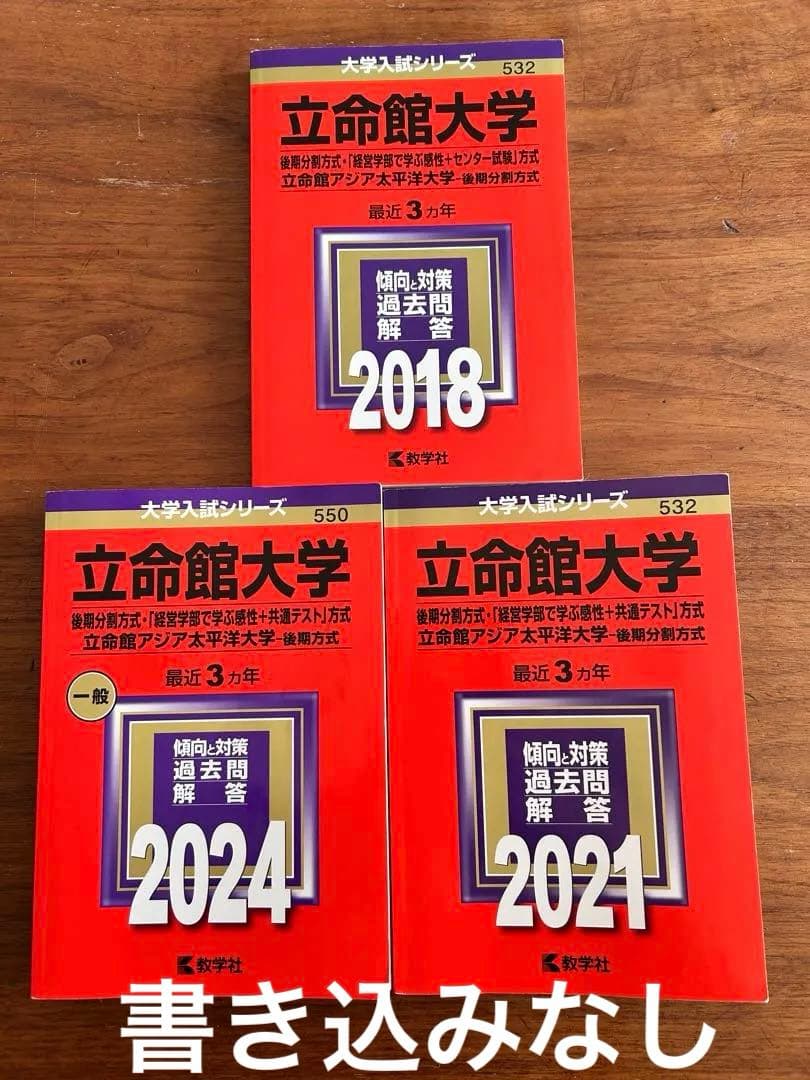 大学入試シリーズ
532
立命館大学
後期分割方式・「経営学部で学ぶ感性+センター試験」方式
立命館アジア太平洋大学-後期分割方式
最近3カ年
傾向と対策
過去問
解答
2018
教学社
大学入試シリーズ
550
立命館大学
後期分割方式・「経営学部で学ぶ感性+共通テスト」方式
立命館アジア太平洋大学-後期方式
最近3カ年
一般
傾向と対策
過去問
解答
2024
教学社
大学入試シリーズ
532
立命館大学
後期分割方式・「経営学部で学ぶ感性+共通テスト」方式
立命館アジア太平洋大学-後期分割方式
最近3カ年
傾向と対策
過去問
解答
2021
教学社
書き込みなし